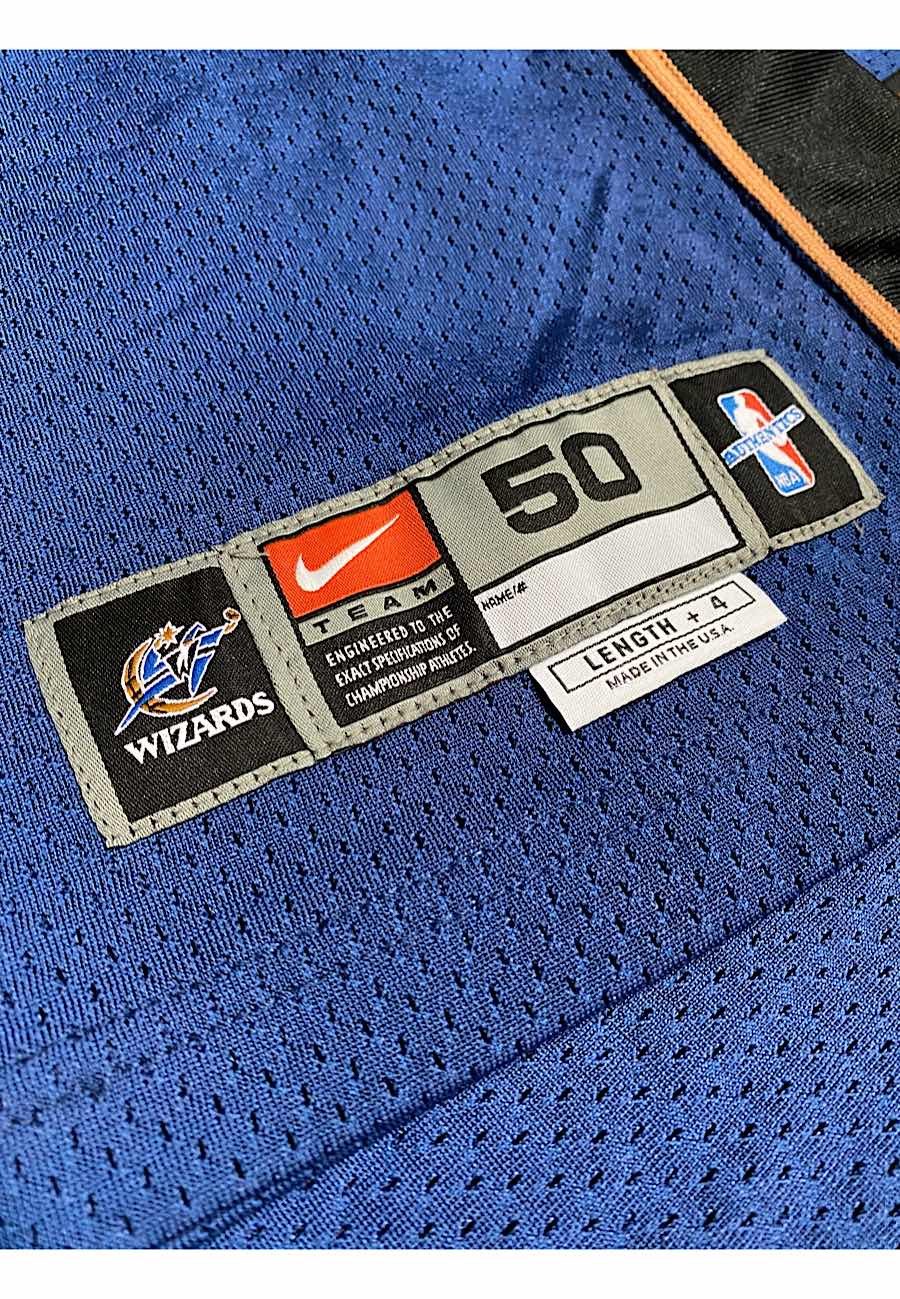 WIZARDS
TEAM
ENGINEERED TO THE
EXACT SPECIFICATIONS OF
CHAMPIONSHIP ATHLETES.
50
NAME/#
LENGTH + 4
MADE IN THE U.S.A.
AUTHENTICS
NBA